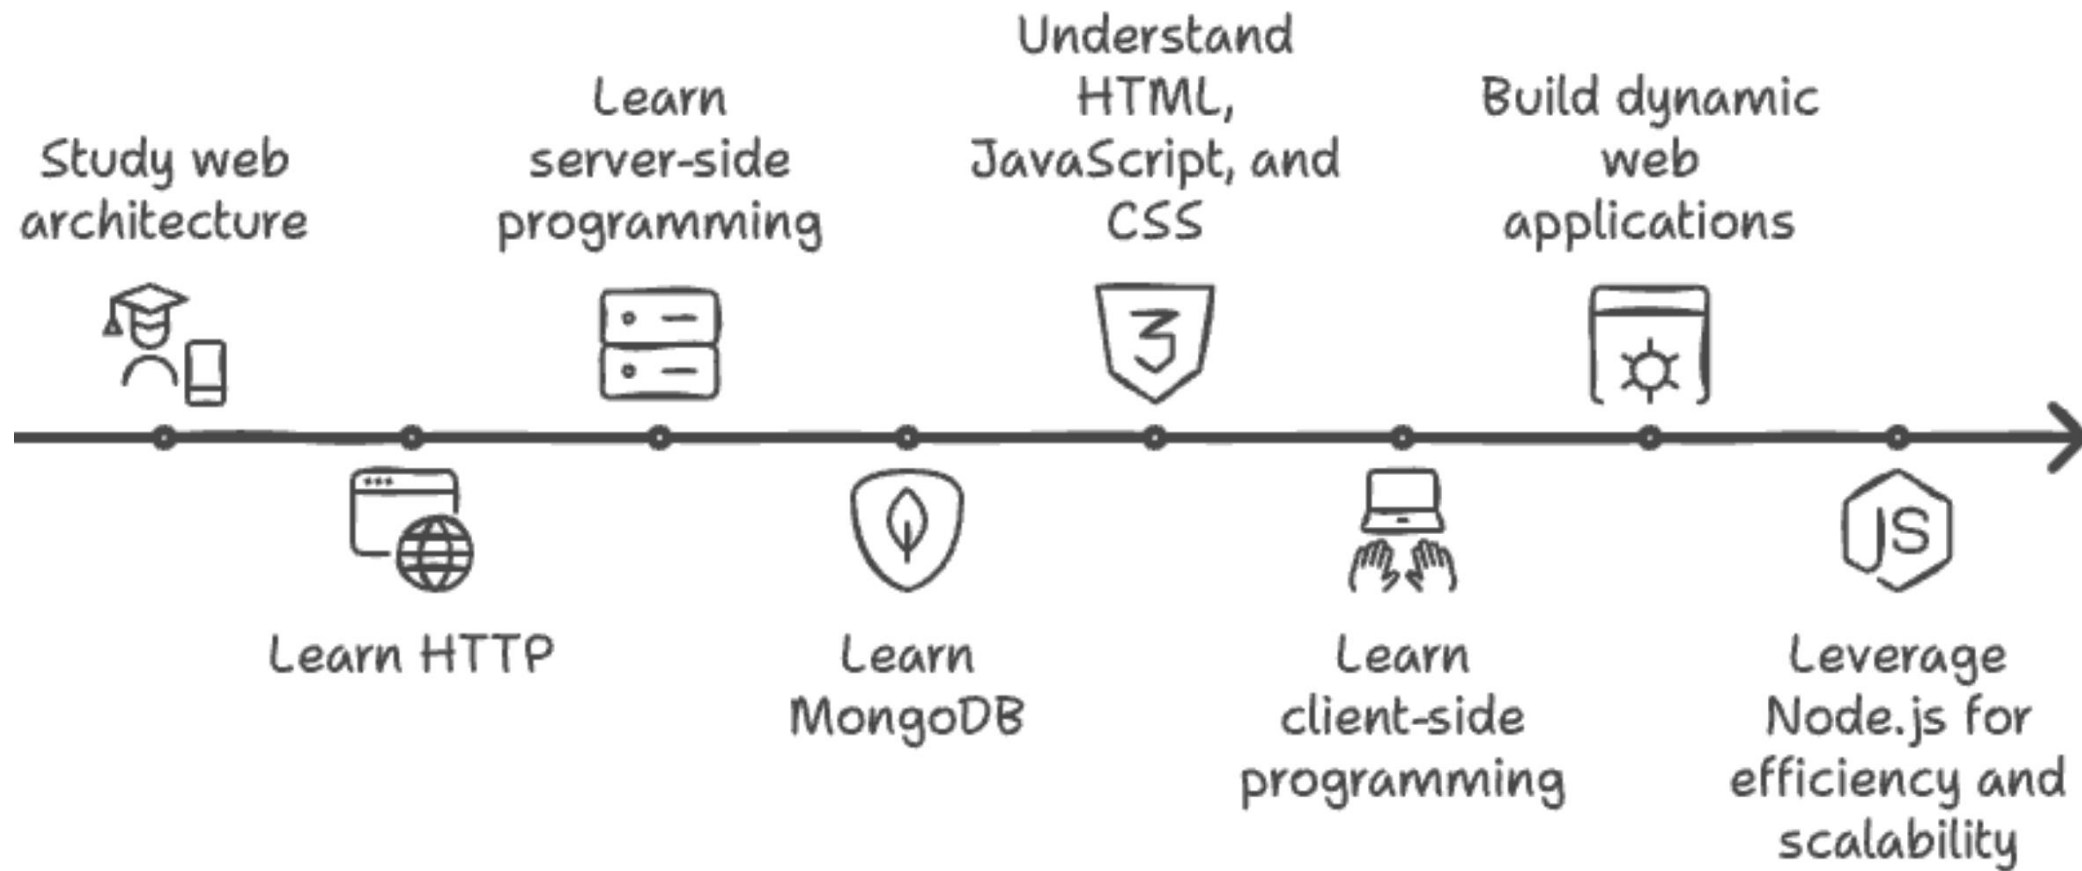 Study web
architecture
Learn HTTP
Learn
server-side
programming
Learn
MongoDB
Understand
HTML,
JavaScript, and
CSS
3
Learn
client-side
programming
Build dynamic
web
applications
JS
Leverage
Node.js for
efficiency and
scalability